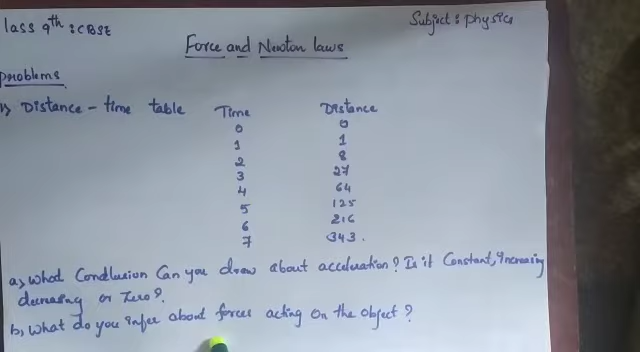 lass 9th : CBSE
Subject : physics
Force and Newton laws
problems
1) Distance - time table Time Distance
0 0
1 1
2 8
3 27
4 64
5 125
6 216
7 343.
a) what Conclusion Can you draw about acceleration? Is it Constant, increasing
decreasing or Zero?.
b) What do you infer about forces acting on the object?